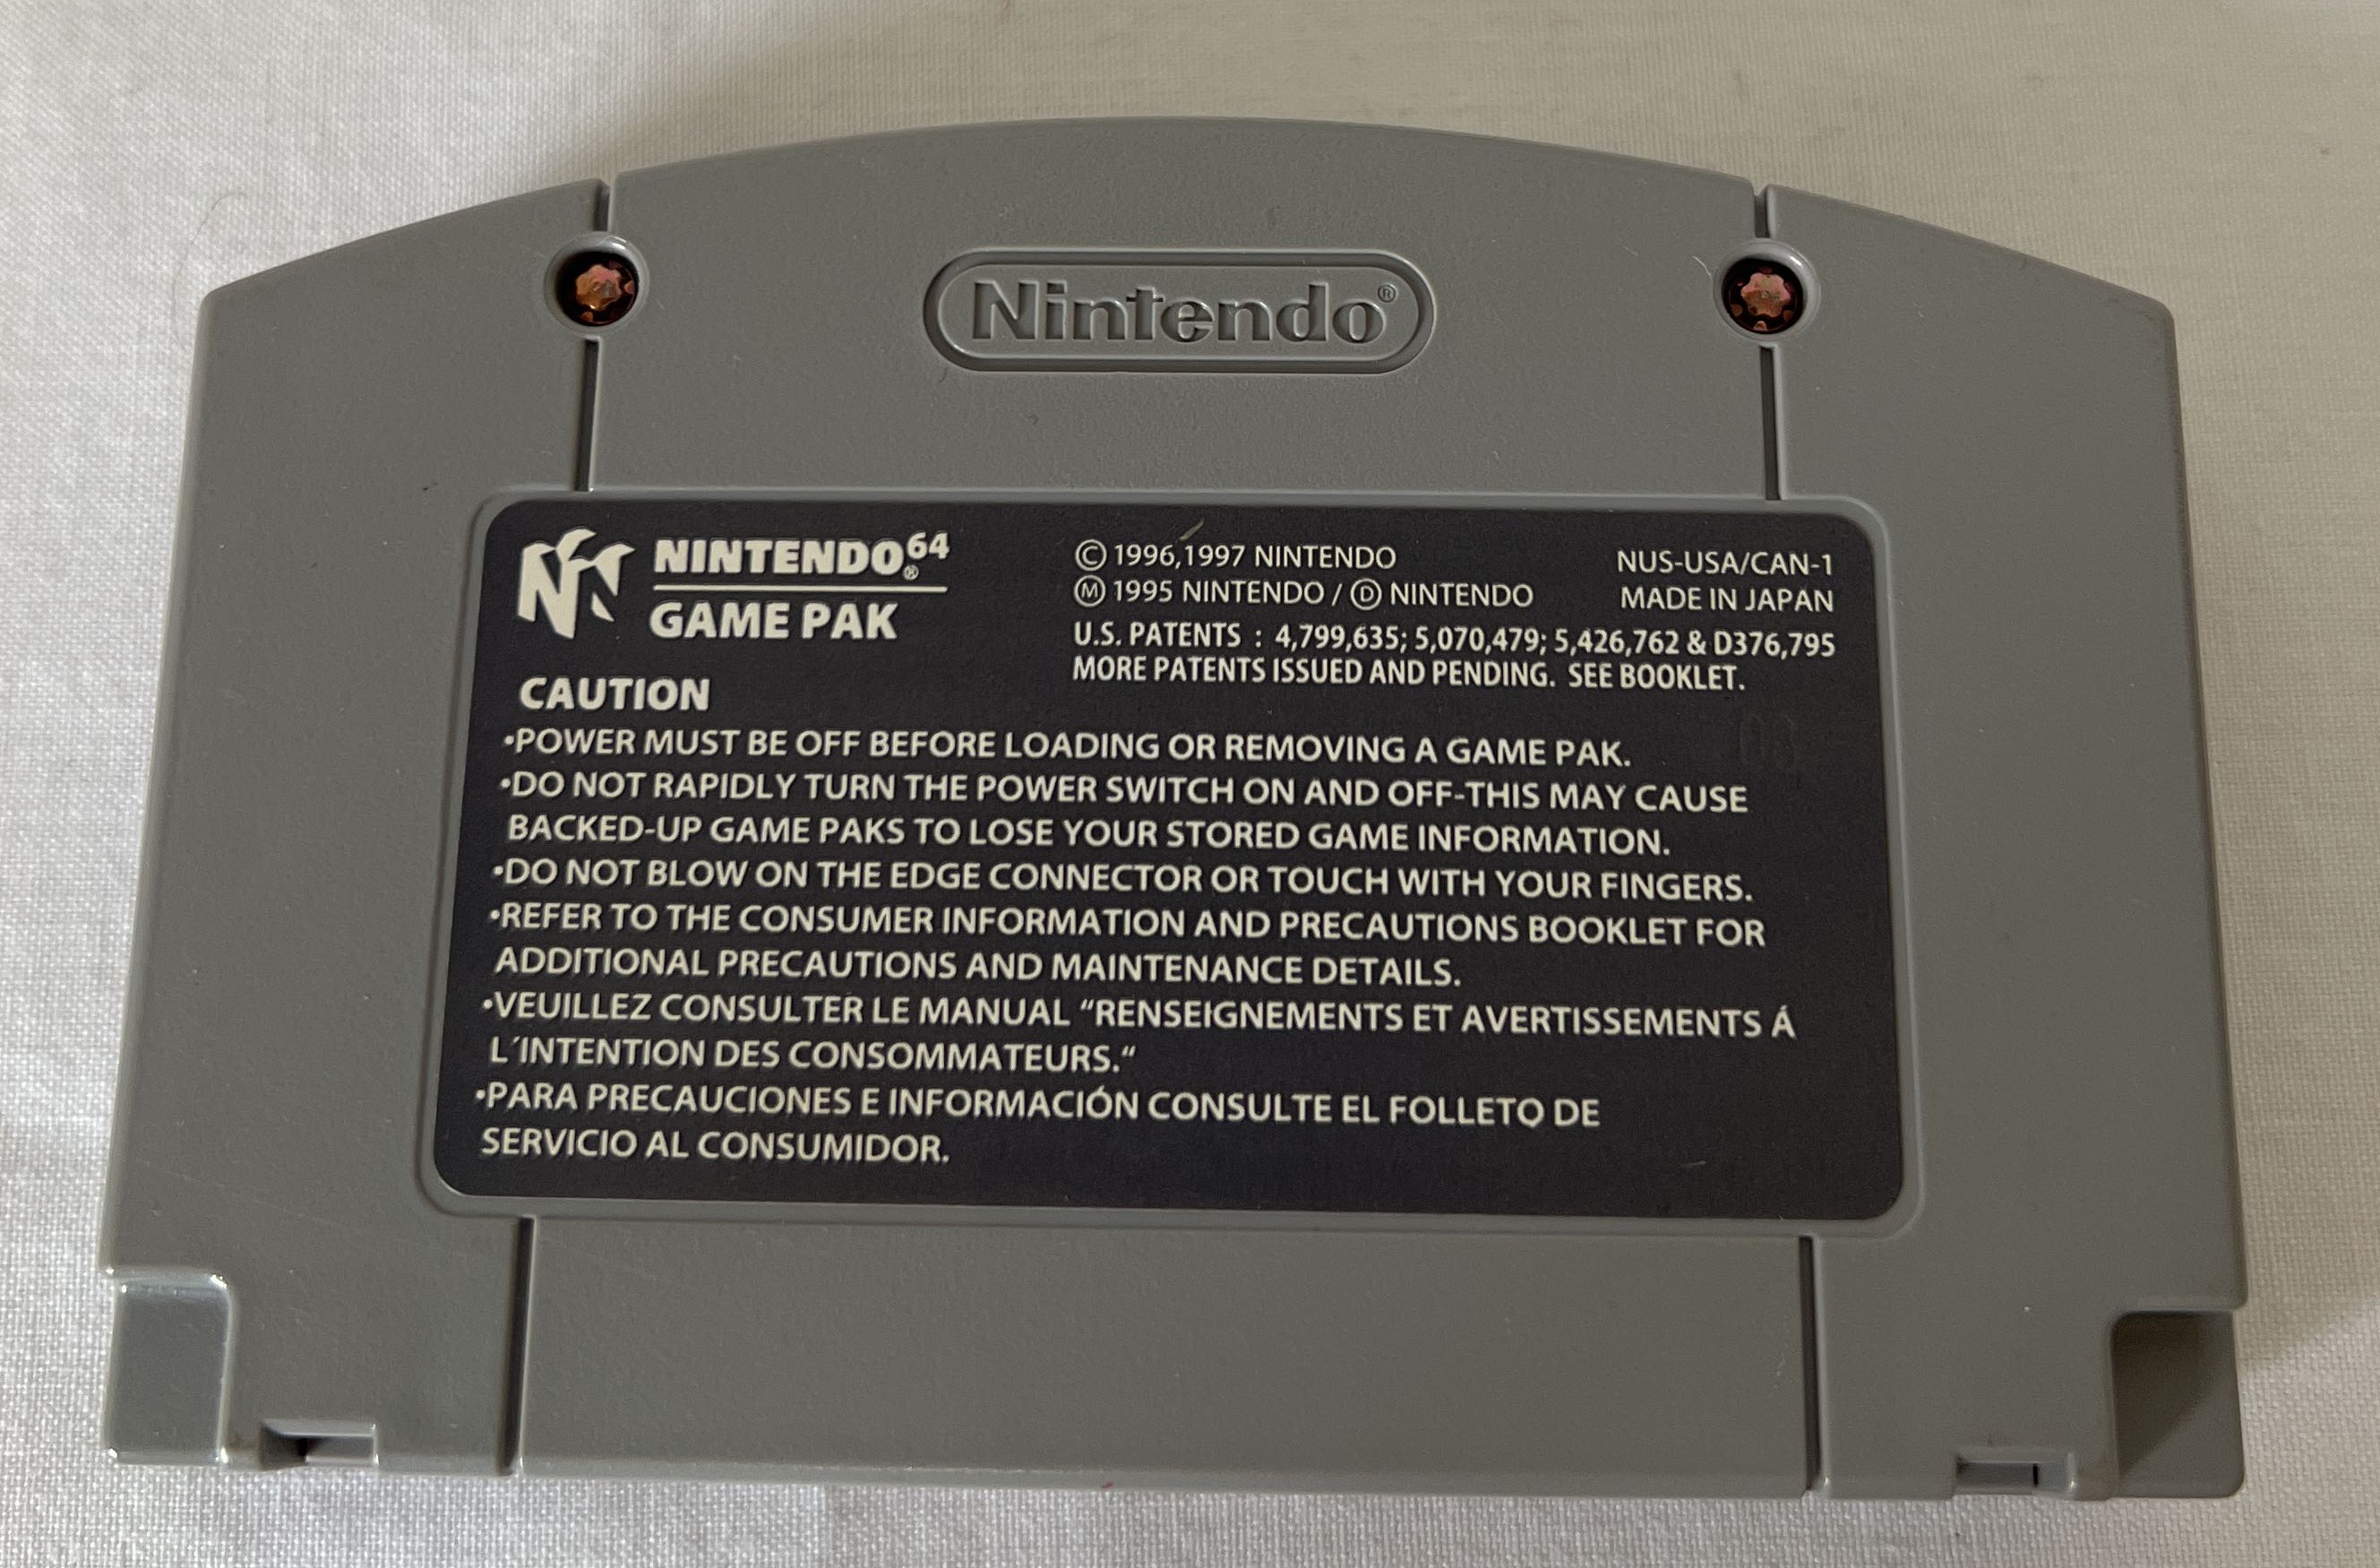 Nintendo®
NINTENDO64®
GAME PAK
© 1996,1997 NINTENDO
Ⓜ 1995 NINTENDO / Ⓓ NINTENDO
NUS-USA/CAN-1
MADE IN JAPAN
U.S. PATENTS : 4,799,635; 5,070,479; 5,426,762 & D376,795
MORE PATENTS ISSUED AND PENDING. SEE BOOKLET.
CAUTION
•POWER MUST BE OFF BEFORE LOADING OR REMOVING A GAME PAK.
•DO NOT RAPIDLY TURN THE POWER SWITCH ON AND OFF-THIS MAY CAUSE
BACKED-UP GAME PAKS TO LOSE YOUR STORED GAME INFORMATION.
•DO NOT BLOW ON THE EDGE CONNECTOR OR TOUCH WITH YOUR FINGERS.
•REFER TO THE CONSUMER INFORMATION AND PRECAUTIONS BOOKLET FOR
ADDITIONAL PRECAUTIONS AND MAINTENANCE DETAILS.
•VEUILLEZ CONSULTER LE MANUAL “RENSEIGNEMENTS ET AVERTISSEMENTS Á
L´INTENTION DES CONSOMMATEURS.“
•PARA PRECAUCIONES E INFORMACIÓN CONSULTE EL FOLLETO DE
SERVICIO AL CONSUMIDOR.